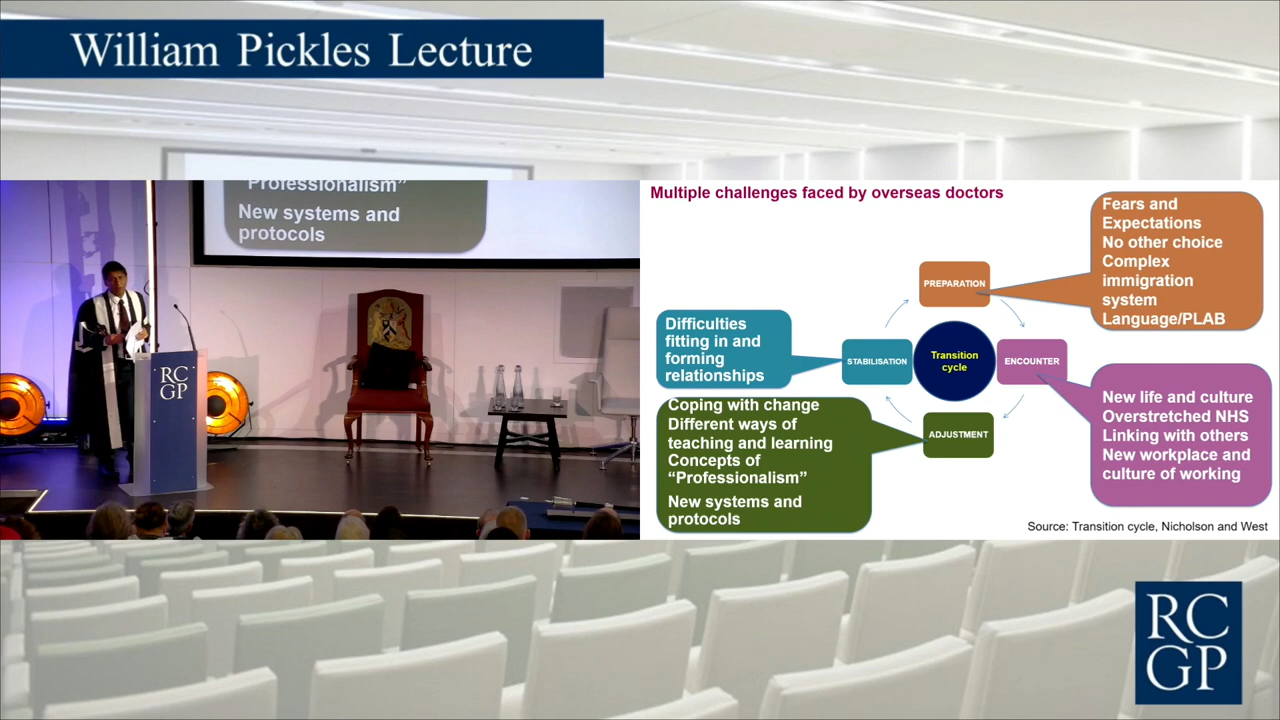 William Pickles Lecture
Professionalism”
New systems and
protocols
RC
GP
Multiple challenges faced by overseas doctors
Fears and
Expectations
No other choice
Complex
immigration
system
Language/PLAB
PREPARATION
Difficulties
fitting in and
forming
relationships
STABILISATION
Transition
cycle
ENCOUNTER
New life and culture
Overstretched NHS
Linking with others
New workplace and
culture of working
Coping with change
Different ways of
teaching and learning
Concepts of
“Professionalism”
New systems and
protocols
ADJUSTMENT
Source: Transition cycle, Nicholson and West
RC
GP